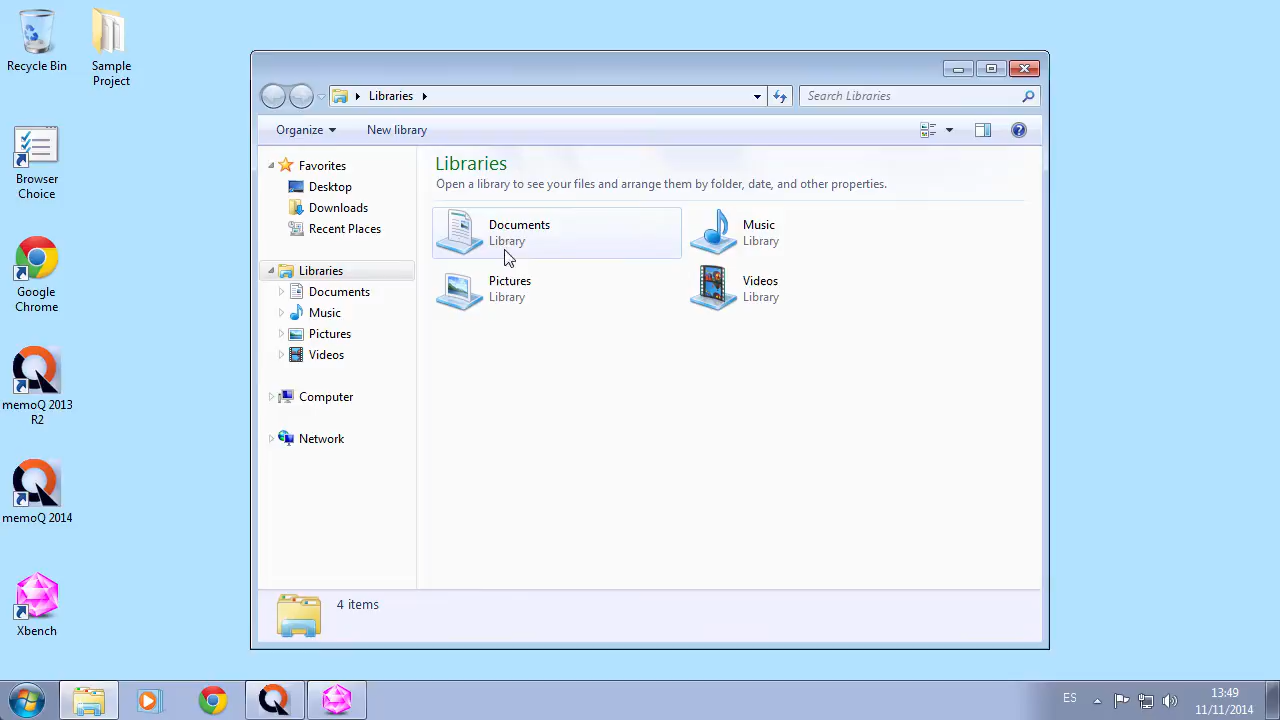 Recycle Bin
Sample
Project
Browser
Choice
Google
Chrome
memoQ 2013
R2
memoQ 2014
Xbench
Libraries
Search Libraries
Organize
New library
Favorites
Desktop
Downloads
Recent Places
Libraries
Documents
Music
Pictures
Videos
Computer
Network
Libraries
Open a library to see your files and arrange them by folder, date, and other properties.
Documents
Library
Music
Library
Pictures
Library
Videos
Library
4 items
ES
13:49
11/11/2014